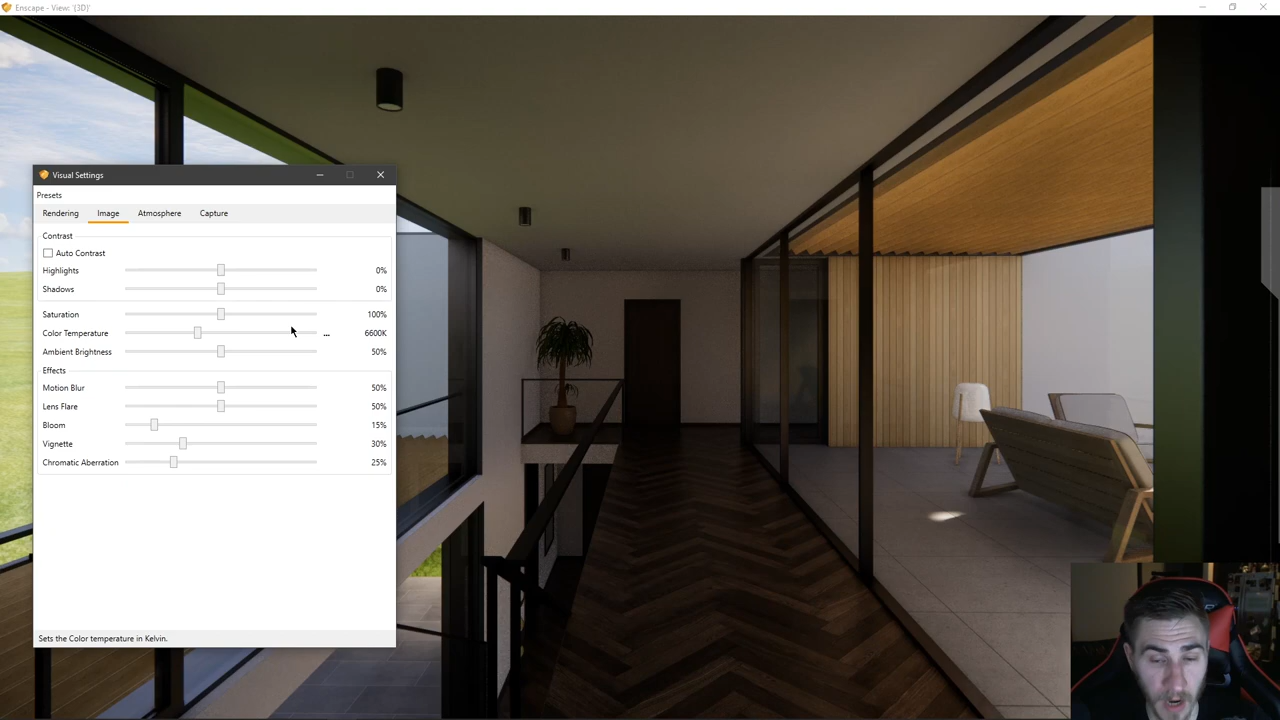 Enscape - View: '{3D}'
Visual Settings
Presets
Rendering Image Atmosphere Capture
Contrast
Auto Contrast
Highlights 0%
Shadows 0%
Saturation 100%
Color Temperature ... 6600K
Ambient Brightness 50%
Effects
Motion Blur 50%
Lens Flare 50%
Bloom 15%
Vignette 30%
Chromatic Aberration 25%
Sets the Color temperature in Kelvin.